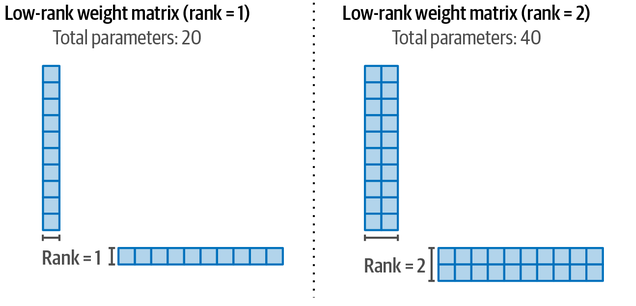 Low-rank weight matrix (rank = 1)
Total parameters: 20
Rank = 1
Low-rank weight matrix (rank = 2)
Total parameters: 40
Rank = 2